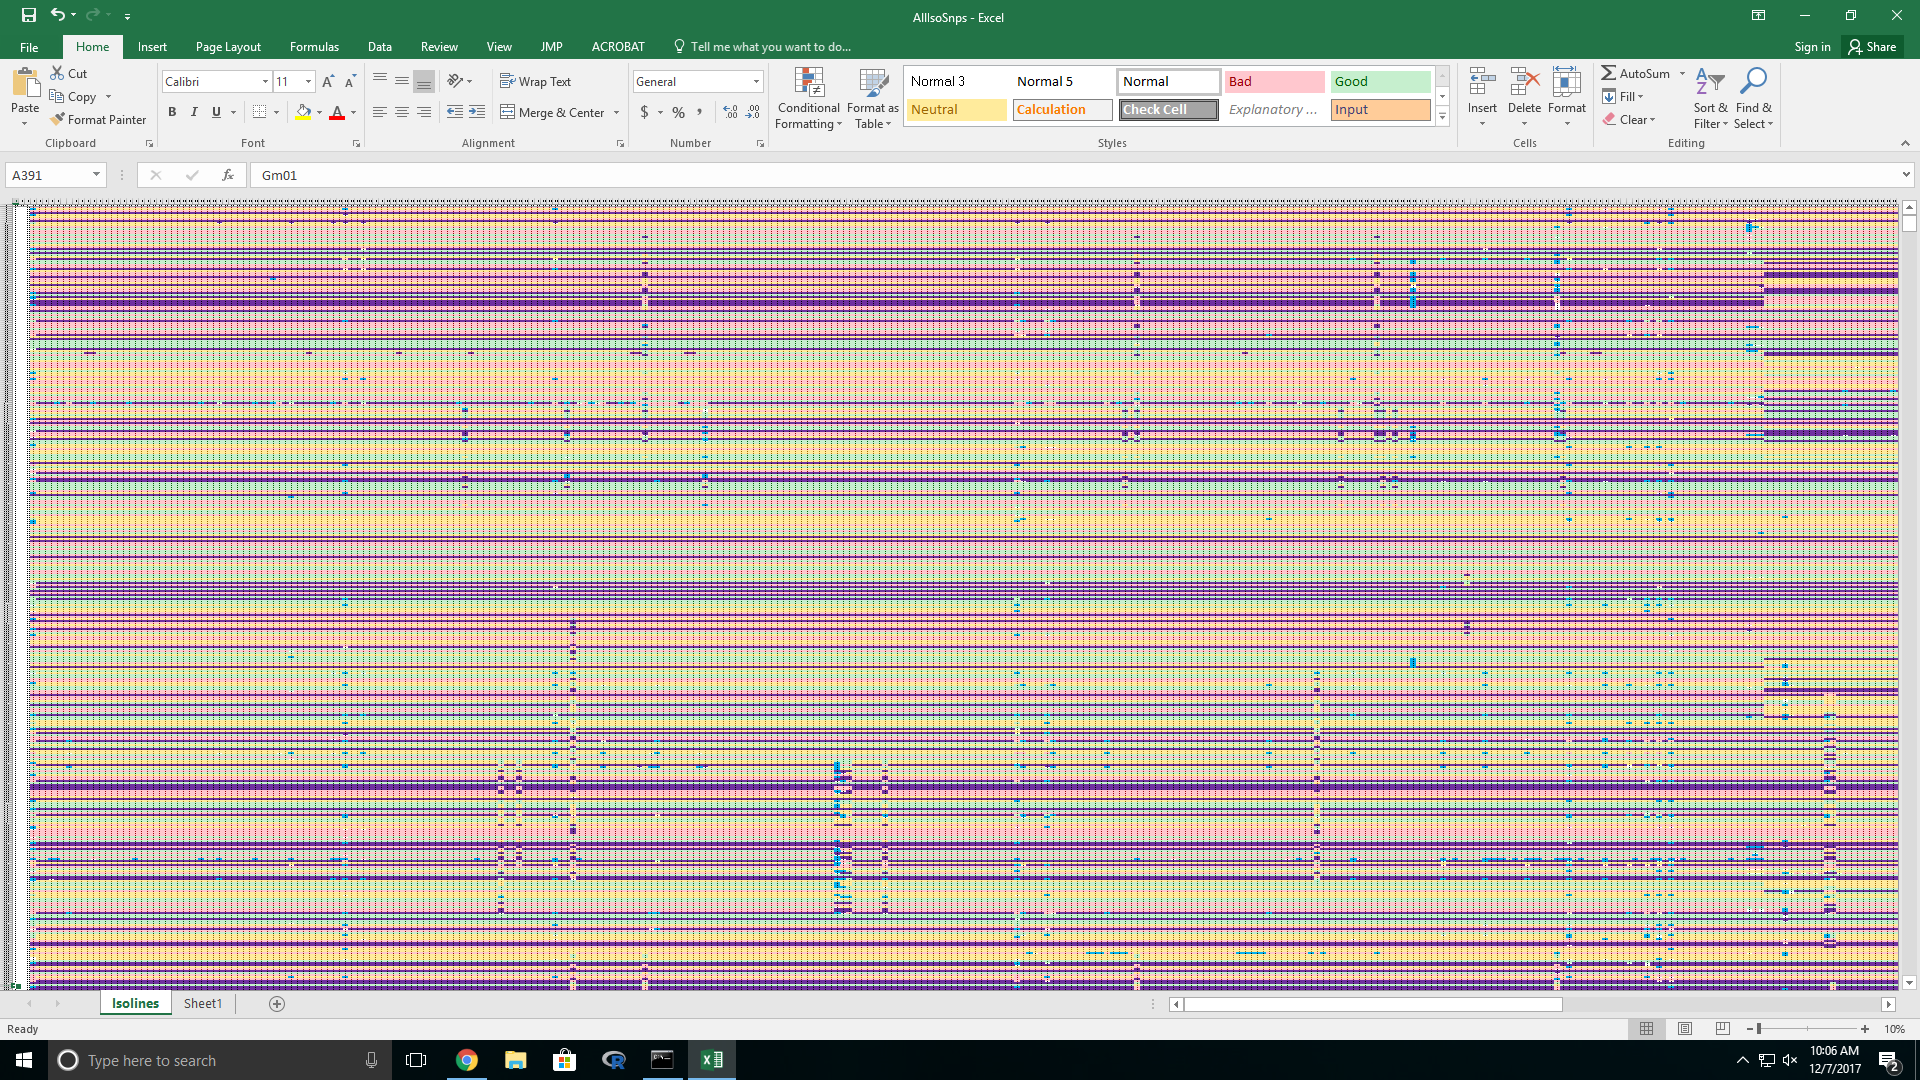 AllIsoSnps - Excel
File Home Insert Page Layout Formulas Data Review View JMP ACROBAT Tell me what you want to do... Sign in Share
Paste Cut Copy Format Painter
Clipboard
Calibri 11 A A
B I U A
Font
Wrap Text
Merge & Center
Alignment
General
$ % ,
Number
Conditional Formatting Format as Table
Normal 3 Normal 5 Normal Bad Good
Neutral Calculation Check Cell Explanatory ... Input
Styles
Insert Delete Format
Cells
AutoSum
Fill
Clear
Sort & Filter Find & Select
Editing
A391 fx Gm01
Isolines Sheet1
Ready 10%
Type here to search
10:06 AM
12/7/2017
2